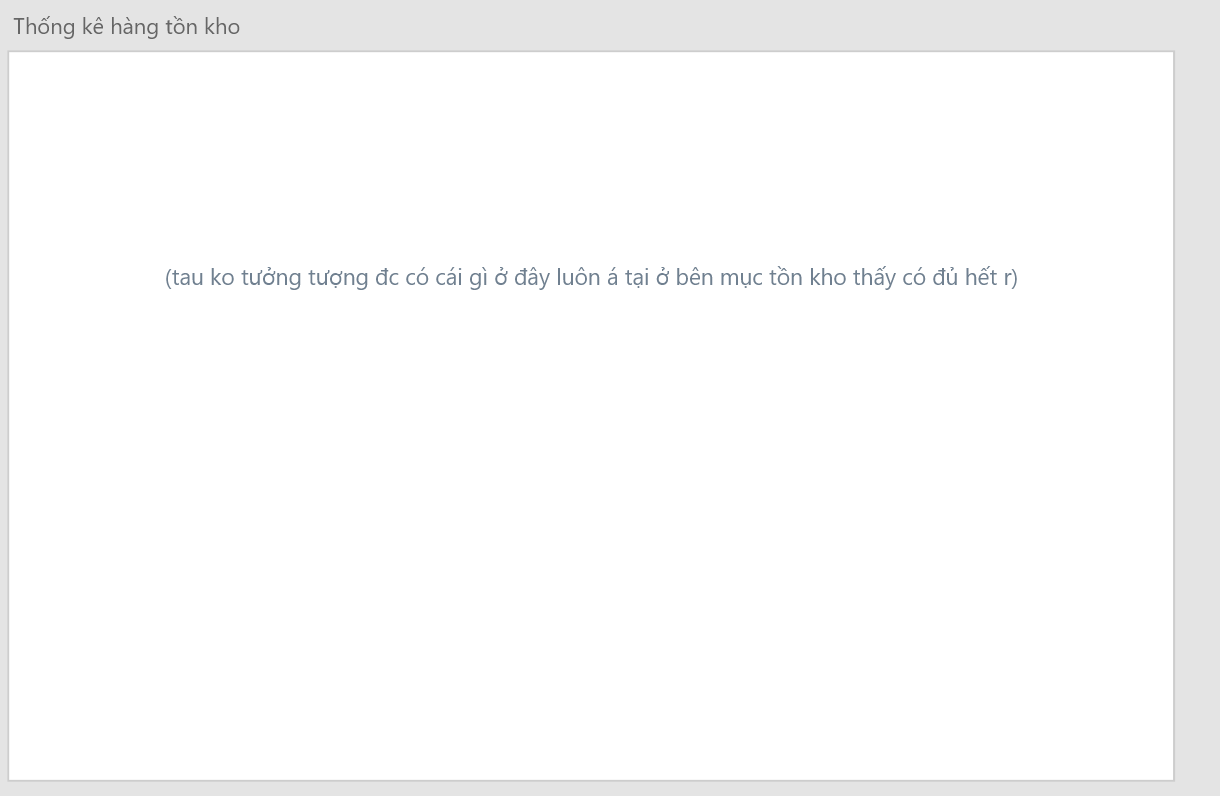 Thống kê hàng tồn kho
(tau ko tưởng tượng đc có cái gì ở đây luôn á tại ở bên mục tồn kho thấy có đủ hết r)